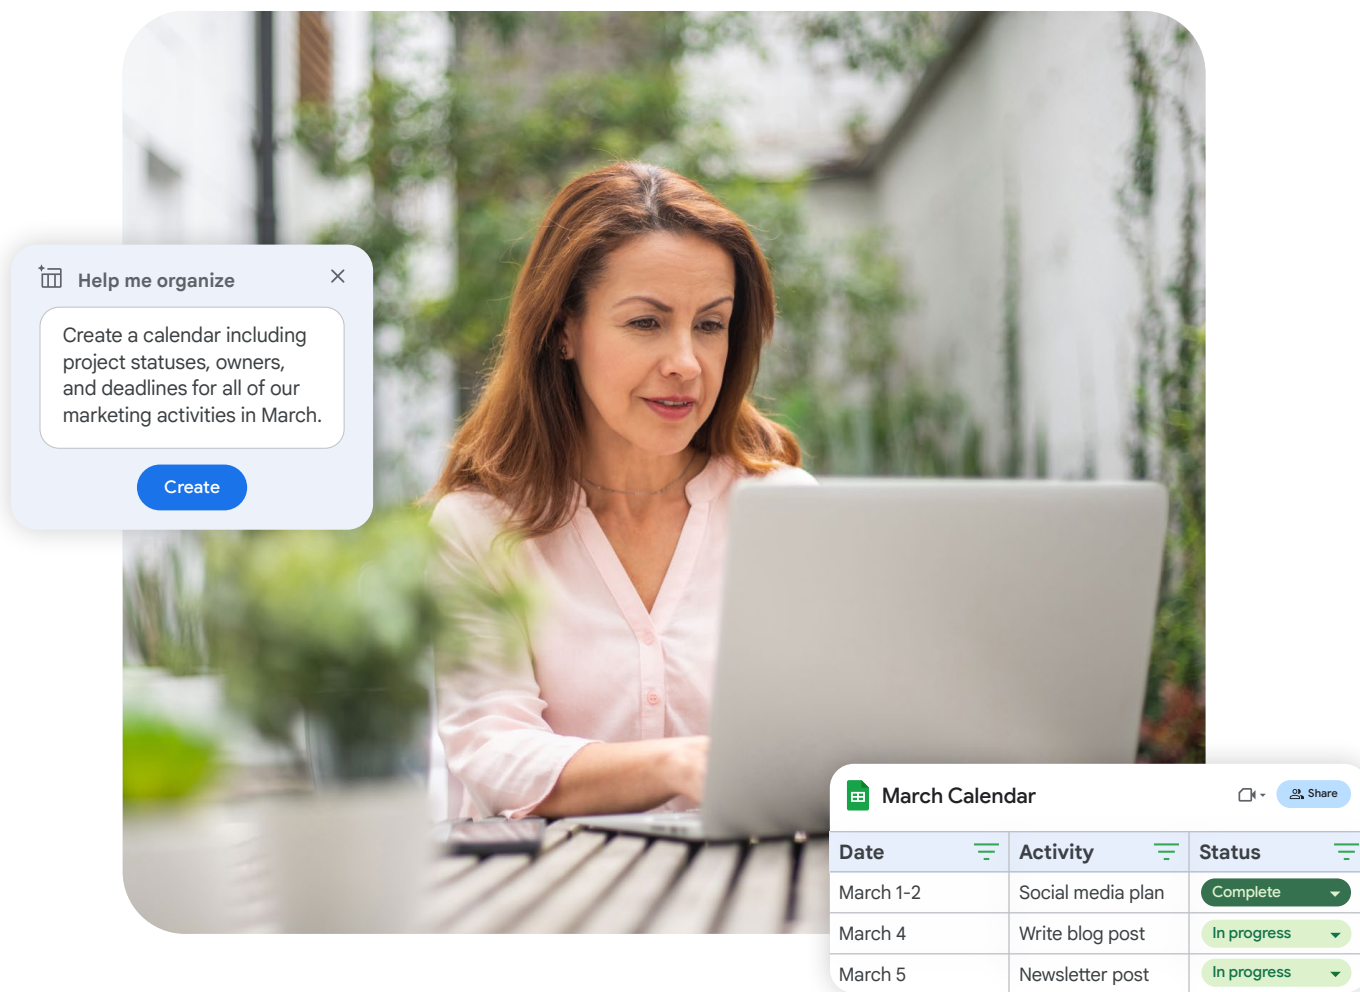 Help me organize
Create a calendar including
project statuses, owners,
and deadlines for all of our
marketing activities in March.
Create
March Calendar
Share
Date Activity Status
March 1-2 Social media plan Complete
March 4 Write blog post In progress
March 5 Newsletter post In progress